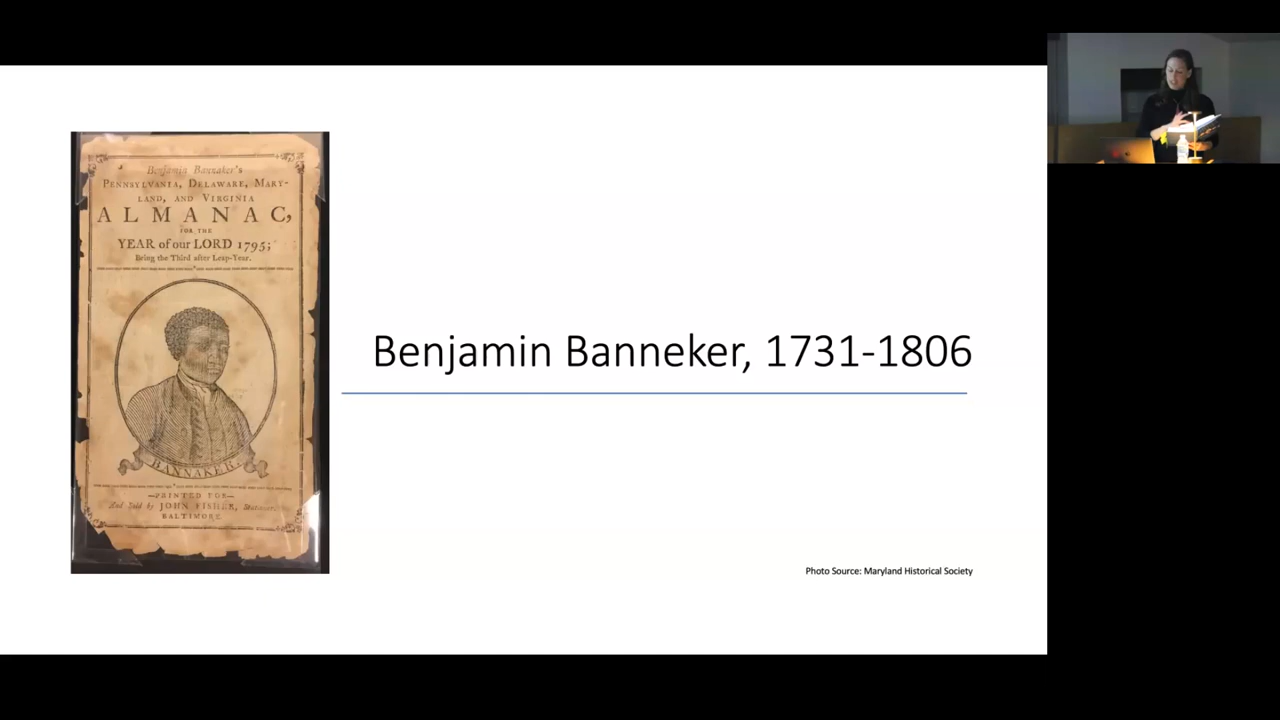 Benjamin Bannaker's
PENNSYLVANIA, DELAWARE, MARY-
LAND, AND VIRGINIA
ALMANAC,
FOR THE
YEAR of our LORD 1795;
Being the Third after Leap-Year.
BANNAKER.
—PRINTED FOR—
And Sold by JOHN FISHER, Stationer.
BALTIMORE.
Benjamin Banneker, 1731-1806
Photo Source: Maryland Historical Society